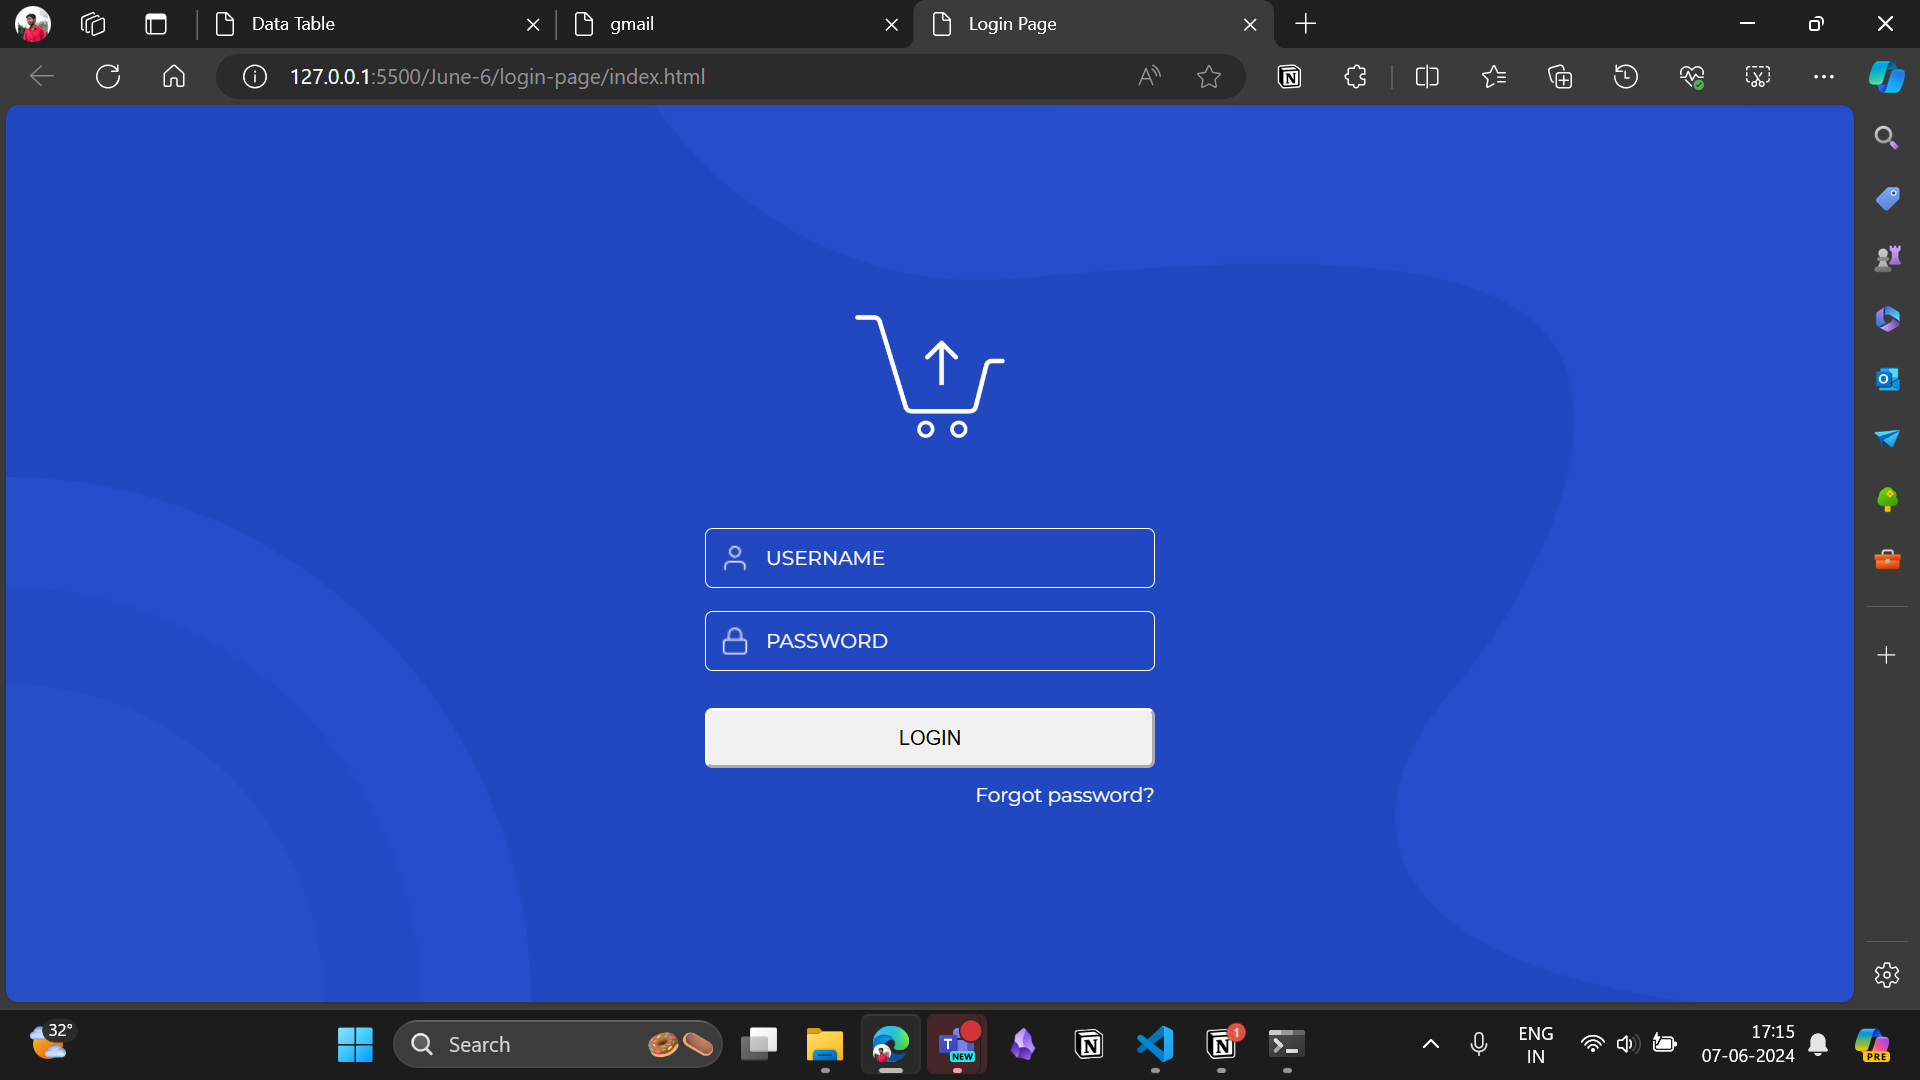 Data Table
gmail
Login Page
127.0.0.1:5500/June-6/login-page/index.html
USERNAME
PASSWORD
LOGIN
Forgot password?
32°
Search
T
NEW
1
ENG
IN
17:15
07-06-2024
PRE